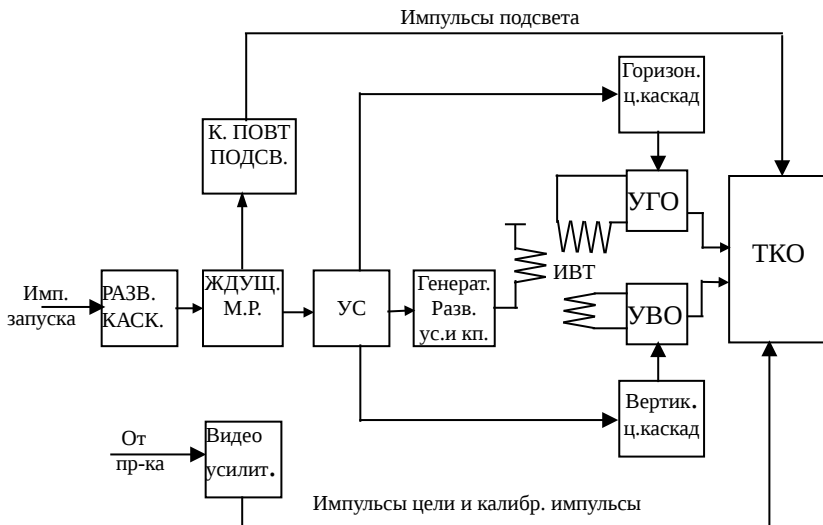 Импульсы подсвета
Горизон.
ц.каскад
К. ПОВТ
ПОДСВ.
УГО
ТКО
ИВТ
Имп.
запуска
РАЗВ.
КАСК.
ЖДУЩ.
М.Р.
УС
Генерат.
Разв.
ус.и кп.
УВО
Вертик.
ц.каскад
От
пр-ка
Видео
усилит.
Импульсы цели и калибр. импульсы